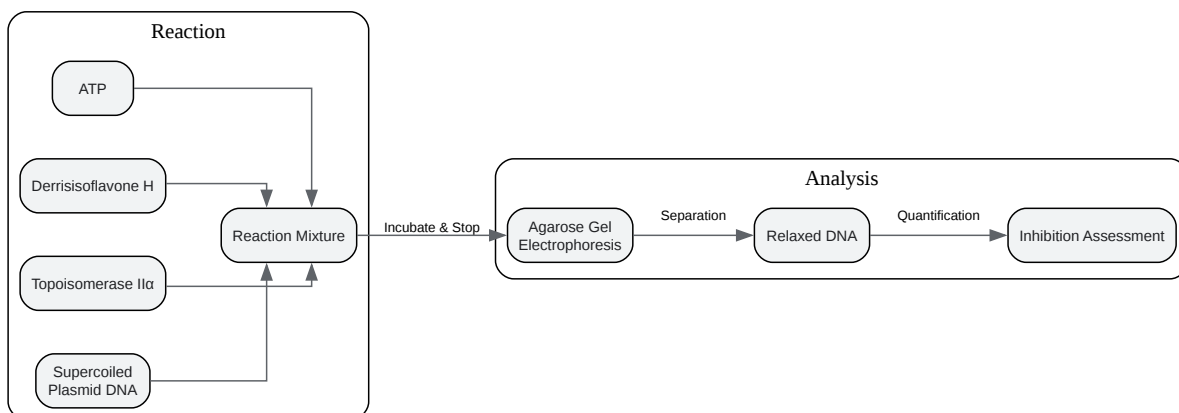 Reaction
ATP
Derrisisoflavone H
Reaction Mixture
Topoisomerase IIα
Supercoiled
Plasmid DNA
Incubate & Stop
Analysis
Agarose Gel
Electrophoresis
Separation
Relaxed DNA
Quantification
Inhibition Assessment